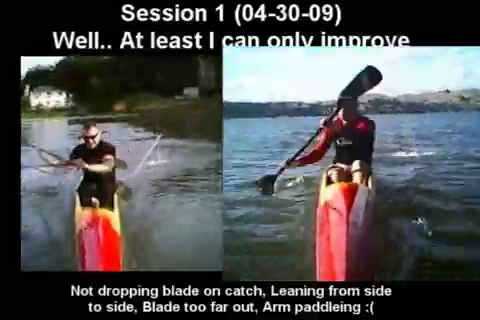 Session 1 (04-30-09)
Well.. At least I can only improve
Not dropping blade on catch, Leaning from side
to side, Blade too far out, Arm paddleing :(